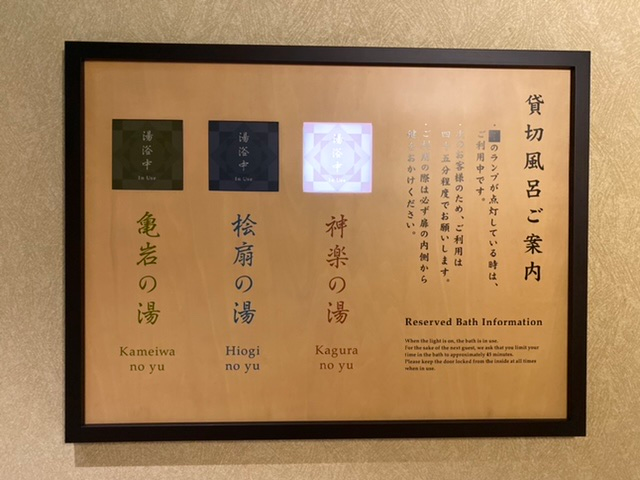 貸切風呂ご案内
のランプが点灯している時は、
ご利用中です。
お客様のため、ご利用は
四十五分程度でお願いします。
の際は必ず扉の内側から
おかけください。
Reserved Bath Information
When the light is on, the bath is in use.
For the sake of the next guest, we ask that you limit your
time in the bath to approximately 45 minutes.
Please keep the door locked from the inside at all times
when in use.
湯浴中
神楽の湯
Kagura
no yu
湯浴中
In Use
桧扇の湯
Hiogi
no yu
湯浴中
In Use
亀岩の湯
Kameiwa
no yu